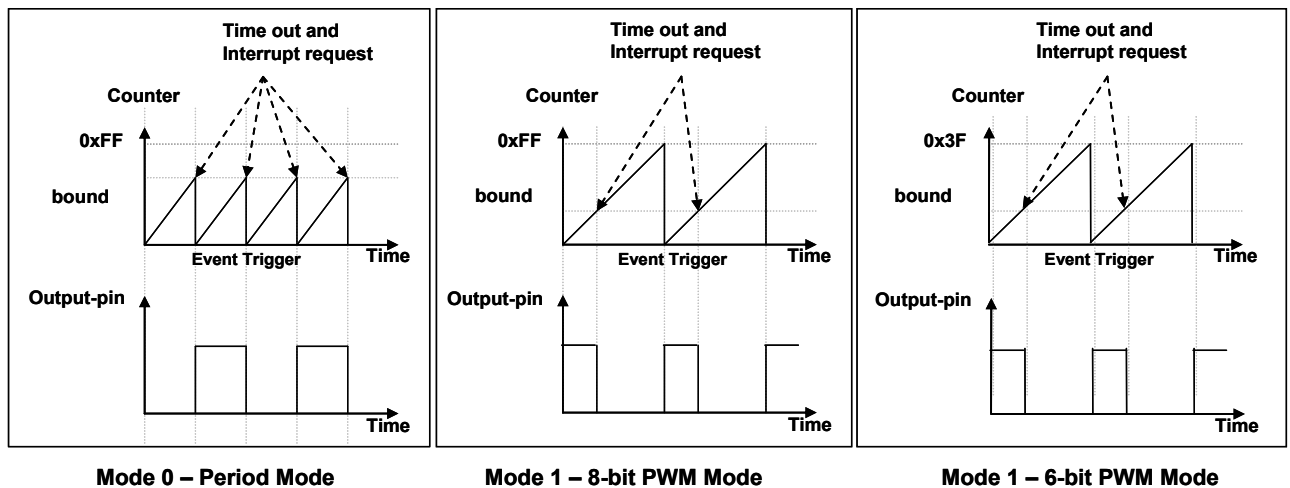 Time out and
Interrupt request
Counter
0xFF
bound
Time
Event Trigger
Output-pin
Time
Mode 0 – Period Mode
Time out and
Interrupt request
Counter
0xFF
bound
Time
Event Trigger
Output-pin
Time
Mode 1 – 8-bit PWM Mode
Time out and
Interrupt request
Counter
0x3F
bound
Time
Event Trigger
Output-pin
Time
Mode 1 – 6-bit PWM Mode